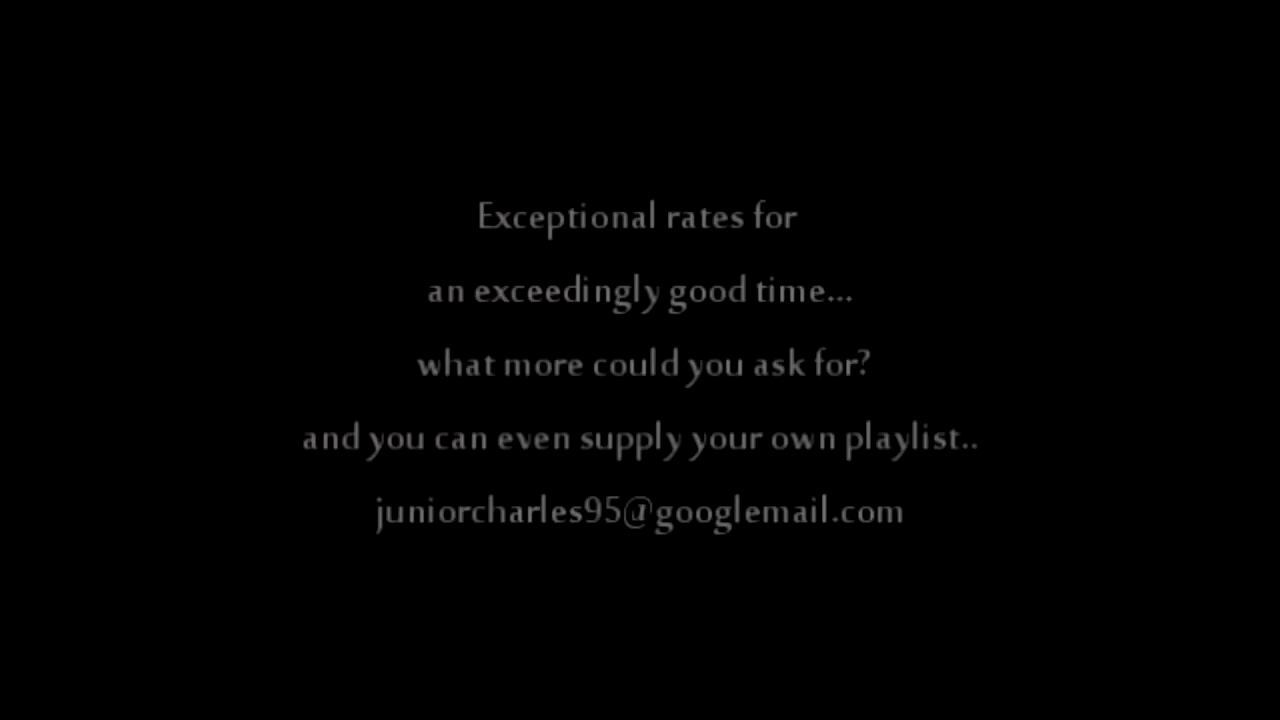 Exceptional rates for
an exceedingly good time...
what more could you ask for?
and you can even supply your own playlist..
juniorcharles95@googlemail.com